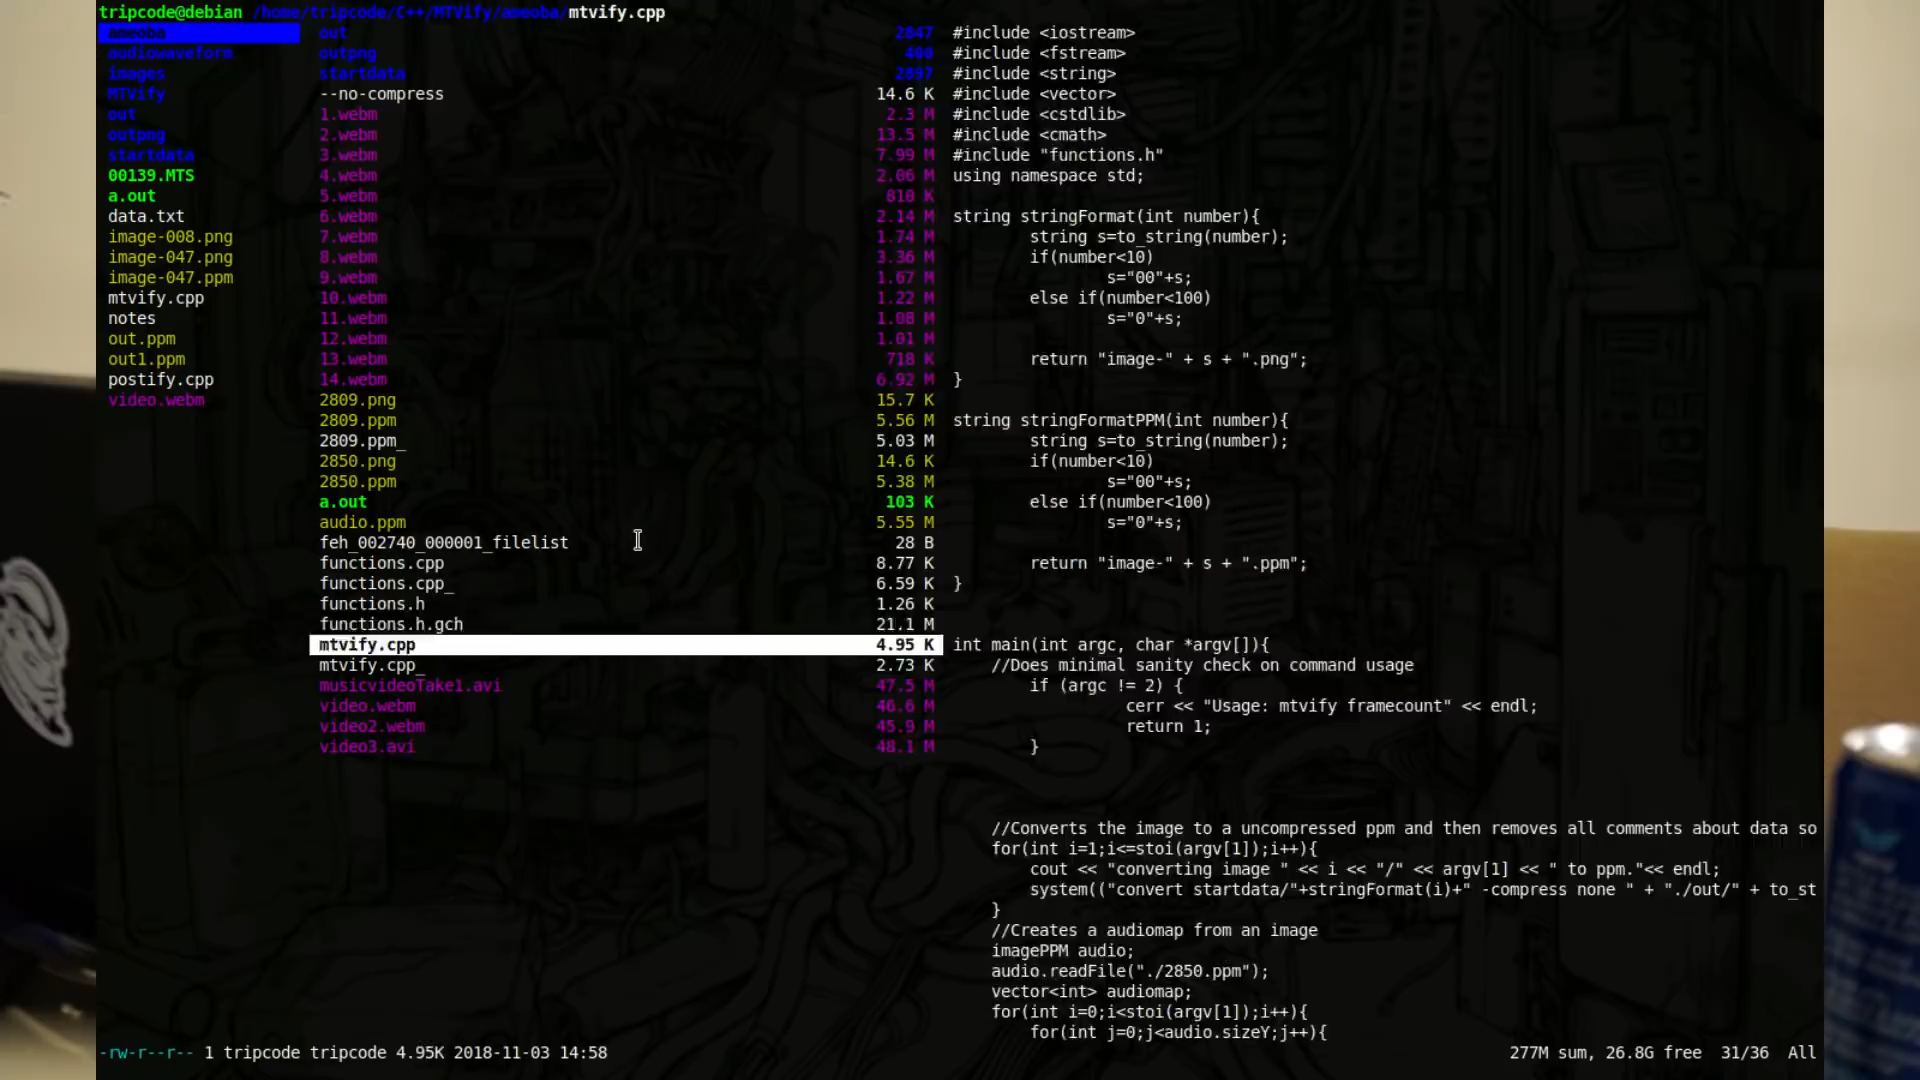 tripcode@debian /home/tripcode/C++/MTVify/ameoba/mtvify.cpp
ameoba
audiowaveform
images
MTVify
out
outpng
startdata
00139.MTS
a.out
data.txt
image-008.png
image-047.png
image-047.ppm
mtvify.cpp
notes
out.ppm
out1.ppm
postify.cpp
video.webm
out 2847
outpng 400
startdata 2897
--no-compress 14.6 K
1.webm 2.3 M
2.webm 13.5 M
3.webm 7.99 M
4.webm 2.06 M
5.webm 810 K
6.webm 2.14 M
7.webm 1.74 M
8.webm 3.36 M
9.webm 1.67 M
10.webm 1.22 M
11.webm 1.08 M
12.webm 1.01 M
13.webm 718 K
14.webm 6.92 M
2809.png 15.7 K
2809.ppm 5.56 M
2809.ppm_ 5.03 M
2850.png 14.6 K
2850.ppm 5.38 M
a.out 103 K
audio.ppm 5.55 M
feh_002740_000001_filelist 28 B
functions.cpp 8.77 K
functions.cpp_ 6.59 K
functions.h 1.26 K
functions.h.gch 21.1 M
mtvify.cpp 4.95 K
mtvify.cpp_ 2.73 K
musicvideoTake1.avi 47.5 M
video.webm 46.6 M
video2.webm 45.9 M
video3.avi 48.1 M
#include <iostream>
#include <fstream>
#include <string>
#include <vector>
#include <cstdlib>
#include <cmath>
#include "functions.h"
using namespace std;
string stringFormat(int number){
string s=to_string(number);
if(number<10)
s="00"+s;
else if(number<100)
s="0"+s;
return "image-" + s + ".png";
}
string stringFormatPPM(int number){
string s=to_string(number);
if(number<10)
s="00"+s;
else if(number<100)
s="0"+s;
return "image-" + s + ".ppm";
}
int main(int argc, char *argv[]){
//Does minimal sanity check on command usage
if (argc != 2) {
cerr << "Usage: mtvify framecount" << endl;
return 1;
}
//Converts the image to a uncompressed ppm and then removes all comments about data so
for(int i=1;i<=stoi(argv[1]);i++){
cout << "converting image " << i << "/" << argv[1] << " to ppm."<< endl;
system(("convert startdata/"+stringFormat(i)+" -compress none " + "./out/" + to_st
}
//Creates a audiomap from an image
imagePPM audio;
audio.readFile("./2850.ppm");
vector<int> audiomap;
for(int i=0;i<stoi(argv[1]);i++){
for(int j=0;j<audio.sizeY;j++){
-rw-r--r-- 1 tripcode tripcode 4.95K 2018-11-03 14:58
277M sum, 26.8G free 31/36 All